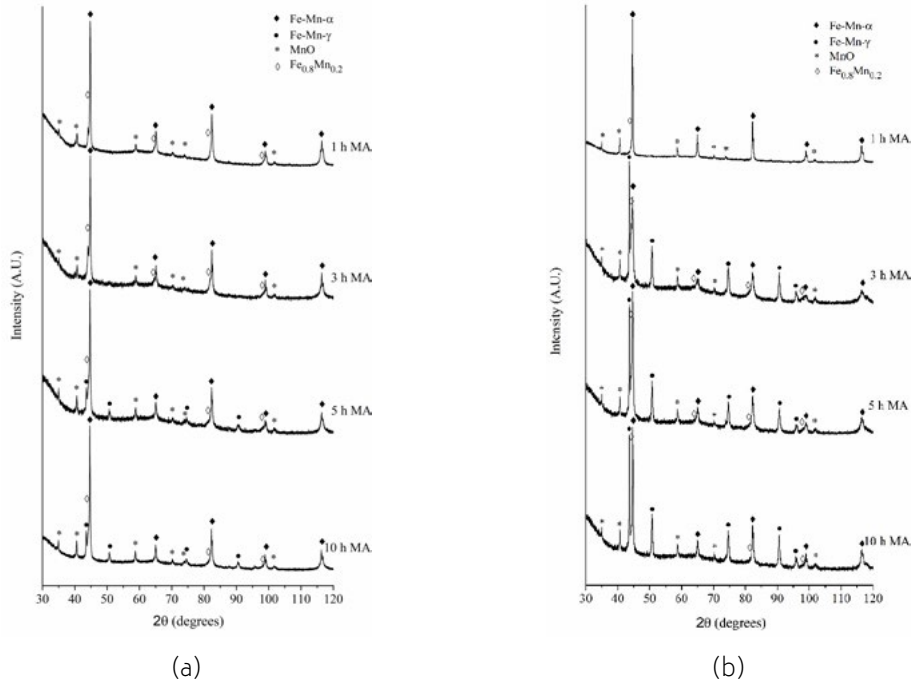 Fe-Mn-α
Fe-Mn-γ
MnO
Fe0.8Mn0.2
1 h MA
3 h MA
5 h MA
10 h MA
Intensity (A.U.)
30 40 50 60 70 80 90 100 110 120
2θ (degrees)
(a)
Fe-Mn-α
Fe-Mn-γ
MnO
Fe0.8Mn0.2
1 h MA
3 h MA
5 h MA
10 h MA
Intensity (A.U.)
30 40 50 60 70 80 90 100 110 120
2θ (degrees)
(b)